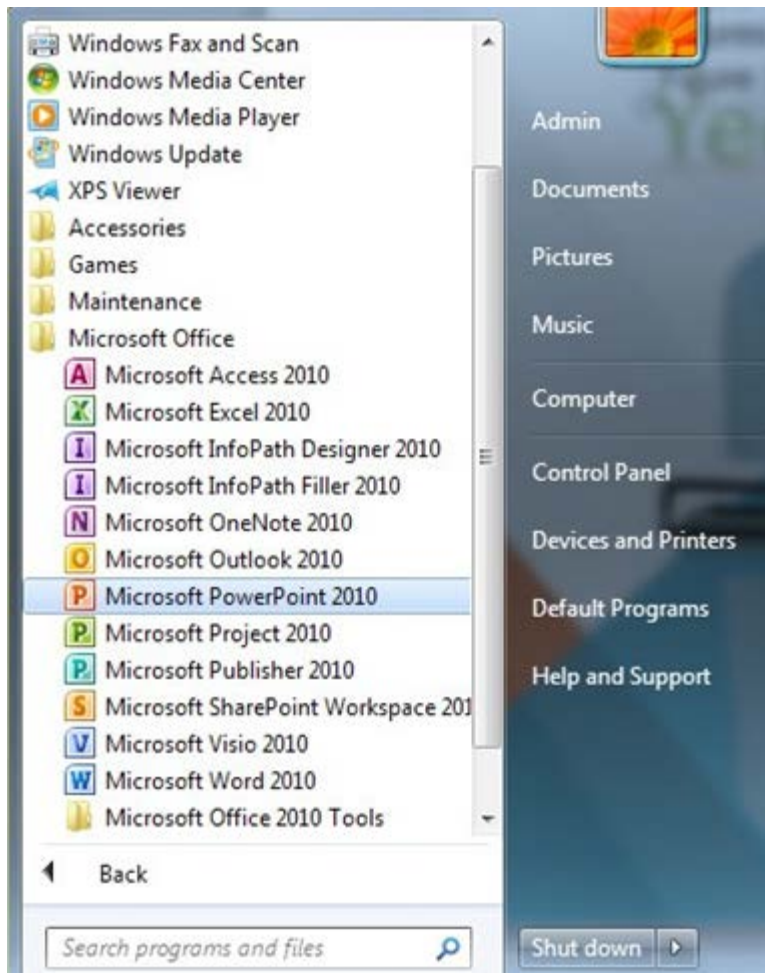 Windows Fax and Scan
Windows Media Center
Windows Media Player
Windows Update
XPS Viewer
Accessories
Games
Maintenance
Microsoft Office
A Microsoft Access 2010
X Microsoft Excel 2010
I Microsoft InfoPath Designer 2010
I Microsoft InfoPath Filler 2010
N Microsoft OneNote 2010
O Microsoft Outlook 2010
P Microsoft PowerPoint 2010
P Microsoft Project 2010
P Microsoft Publisher 2010
S Microsoft SharePoint Workspace 201
V Microsoft Visio 2010
W Microsoft Word 2010
Microsoft Office 2010 Tools
Back
Search programs and files
Admin
Documents
Pictures
Music
Computer
Control Panel
Devices and Printers
Default Programs
Help and Support
Shut down